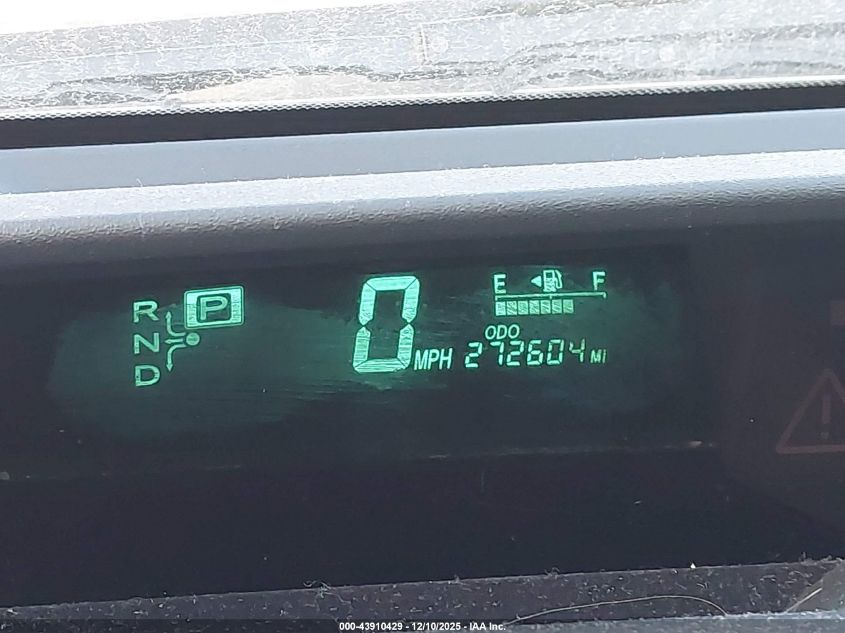 R P
N
D
0 MPH
E F
ODO
272604 MI
000-43910429 - 12/10/2025 - IAA Inc.